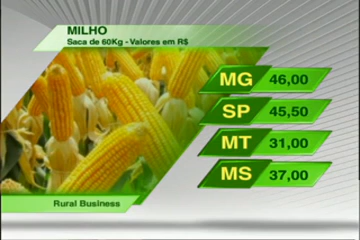 MILHO
Saca de 60Kg - Valores em R$
MG 46,00
SP 45,50
MT 31,00
MS 37,00
Rural Business